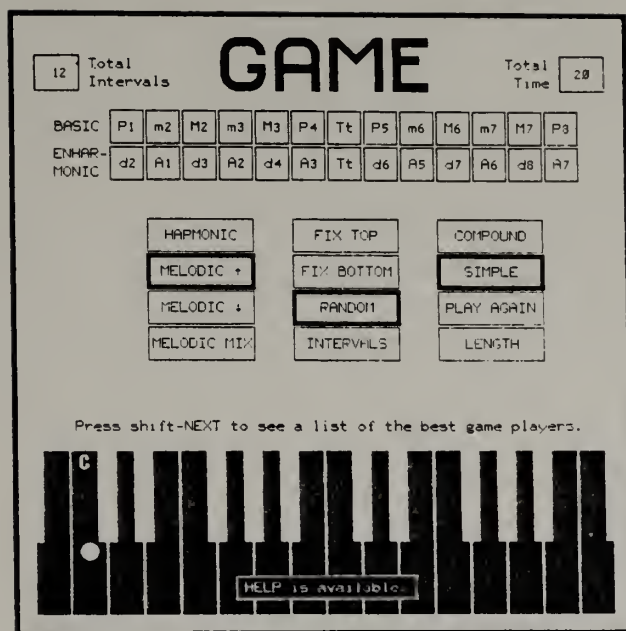 GAME
12 Total Intervals
Total Time 20
BASIC P1 m2 M2 m3 M3 P4 Tt P5 m6 M6 m7 M7 P8
ENHAR-
MONIC d2 A1 d3 A2 d4 A3 Tt d6 A5 d7 A6 d8 A7
HARMONIC FIX TOP COMPOUND
MELODIC ↑ FIX BOTTOM SIMPLE
MELODIC ↓ RANDOM PLAY AGAIN
MELODIC MIX INTERVALS LENGTH
Press shift-NEXT to see a list of the best game players.
C
HELP is available.